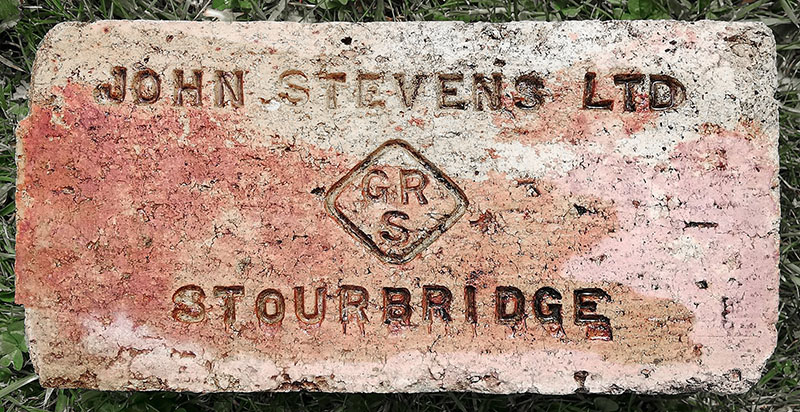 JOHN STEVENS LTD
GR
S
STOURBRIDGE